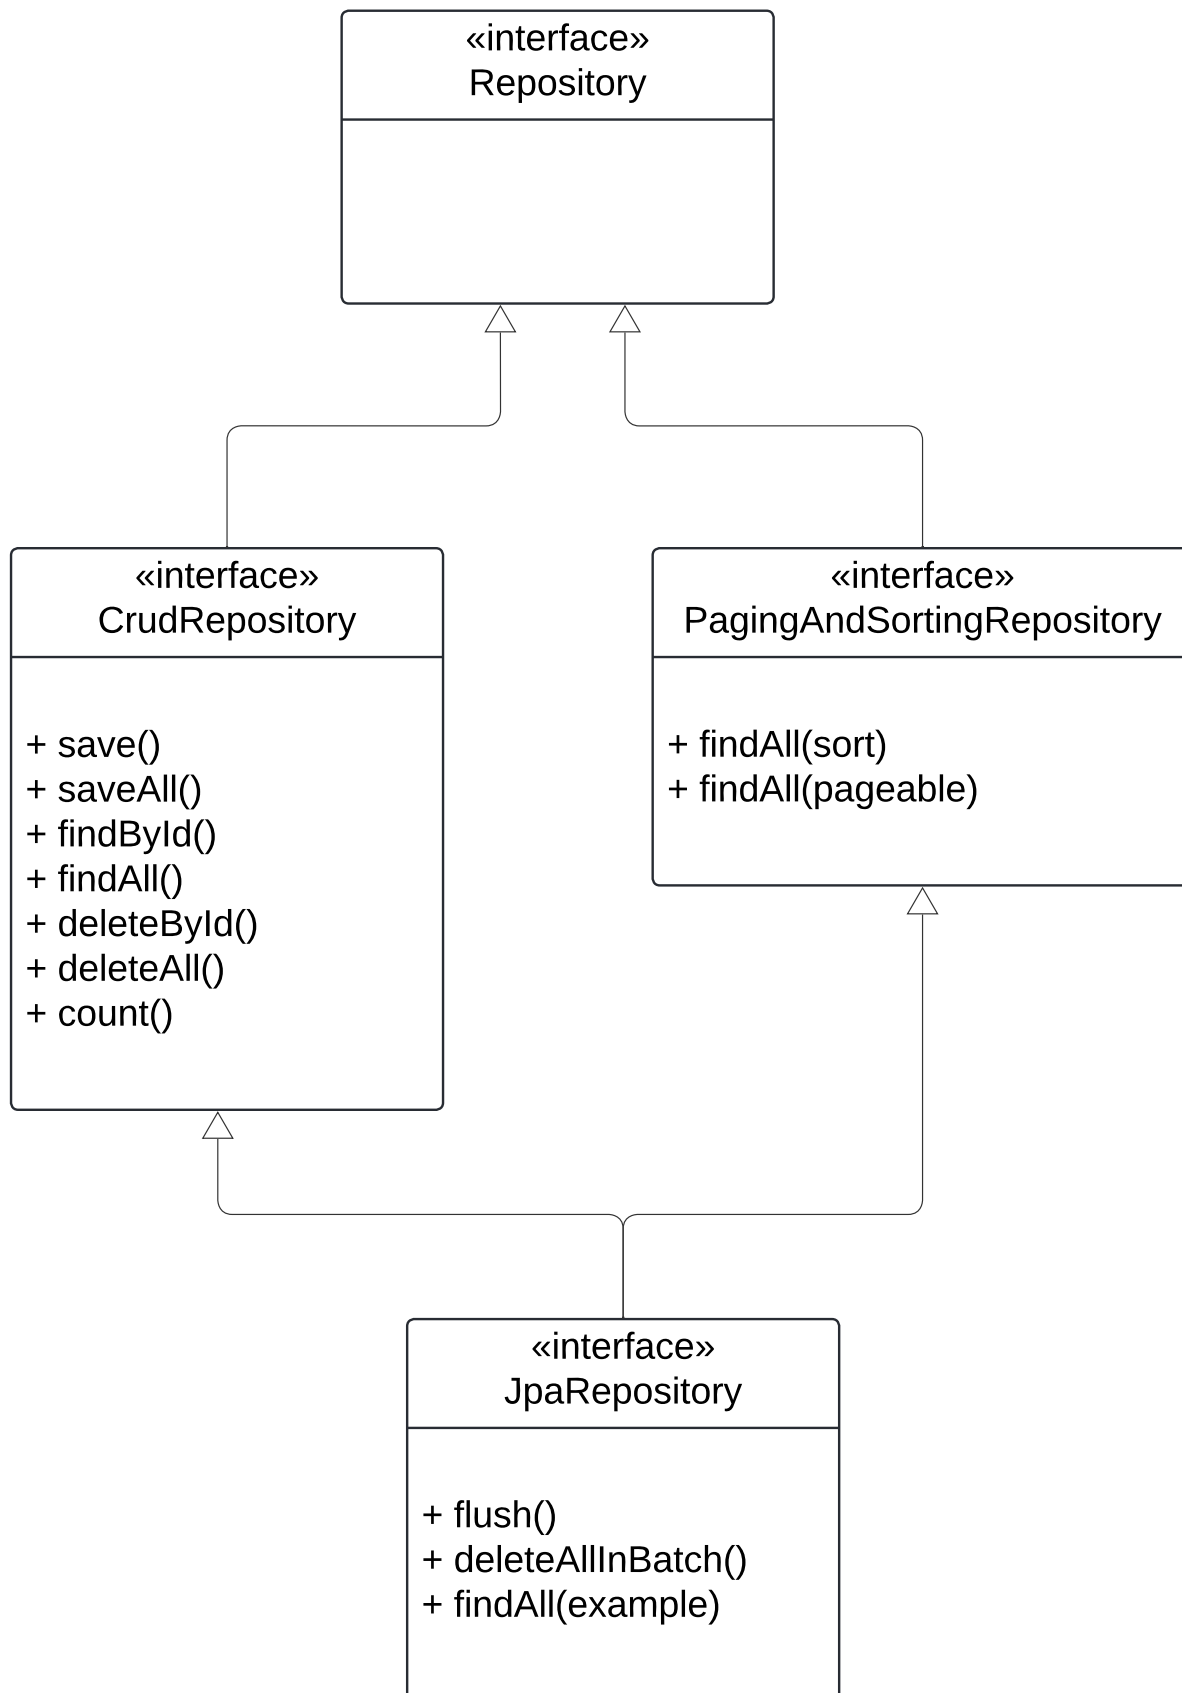 «interface»
Repository
«interface»
CrudRepository
+ save()
+ saveAll()
+ findById()
+ findAll()
+ deleteById()
+ deleteAll()
+ count()
«interface»
PagingAndSortingRepository
+ findAll(sort)
+ findAll(pageable)
«interface»
JpaRepository
+ flush()
+ deleteAllInBatch()
+ findAll(example)